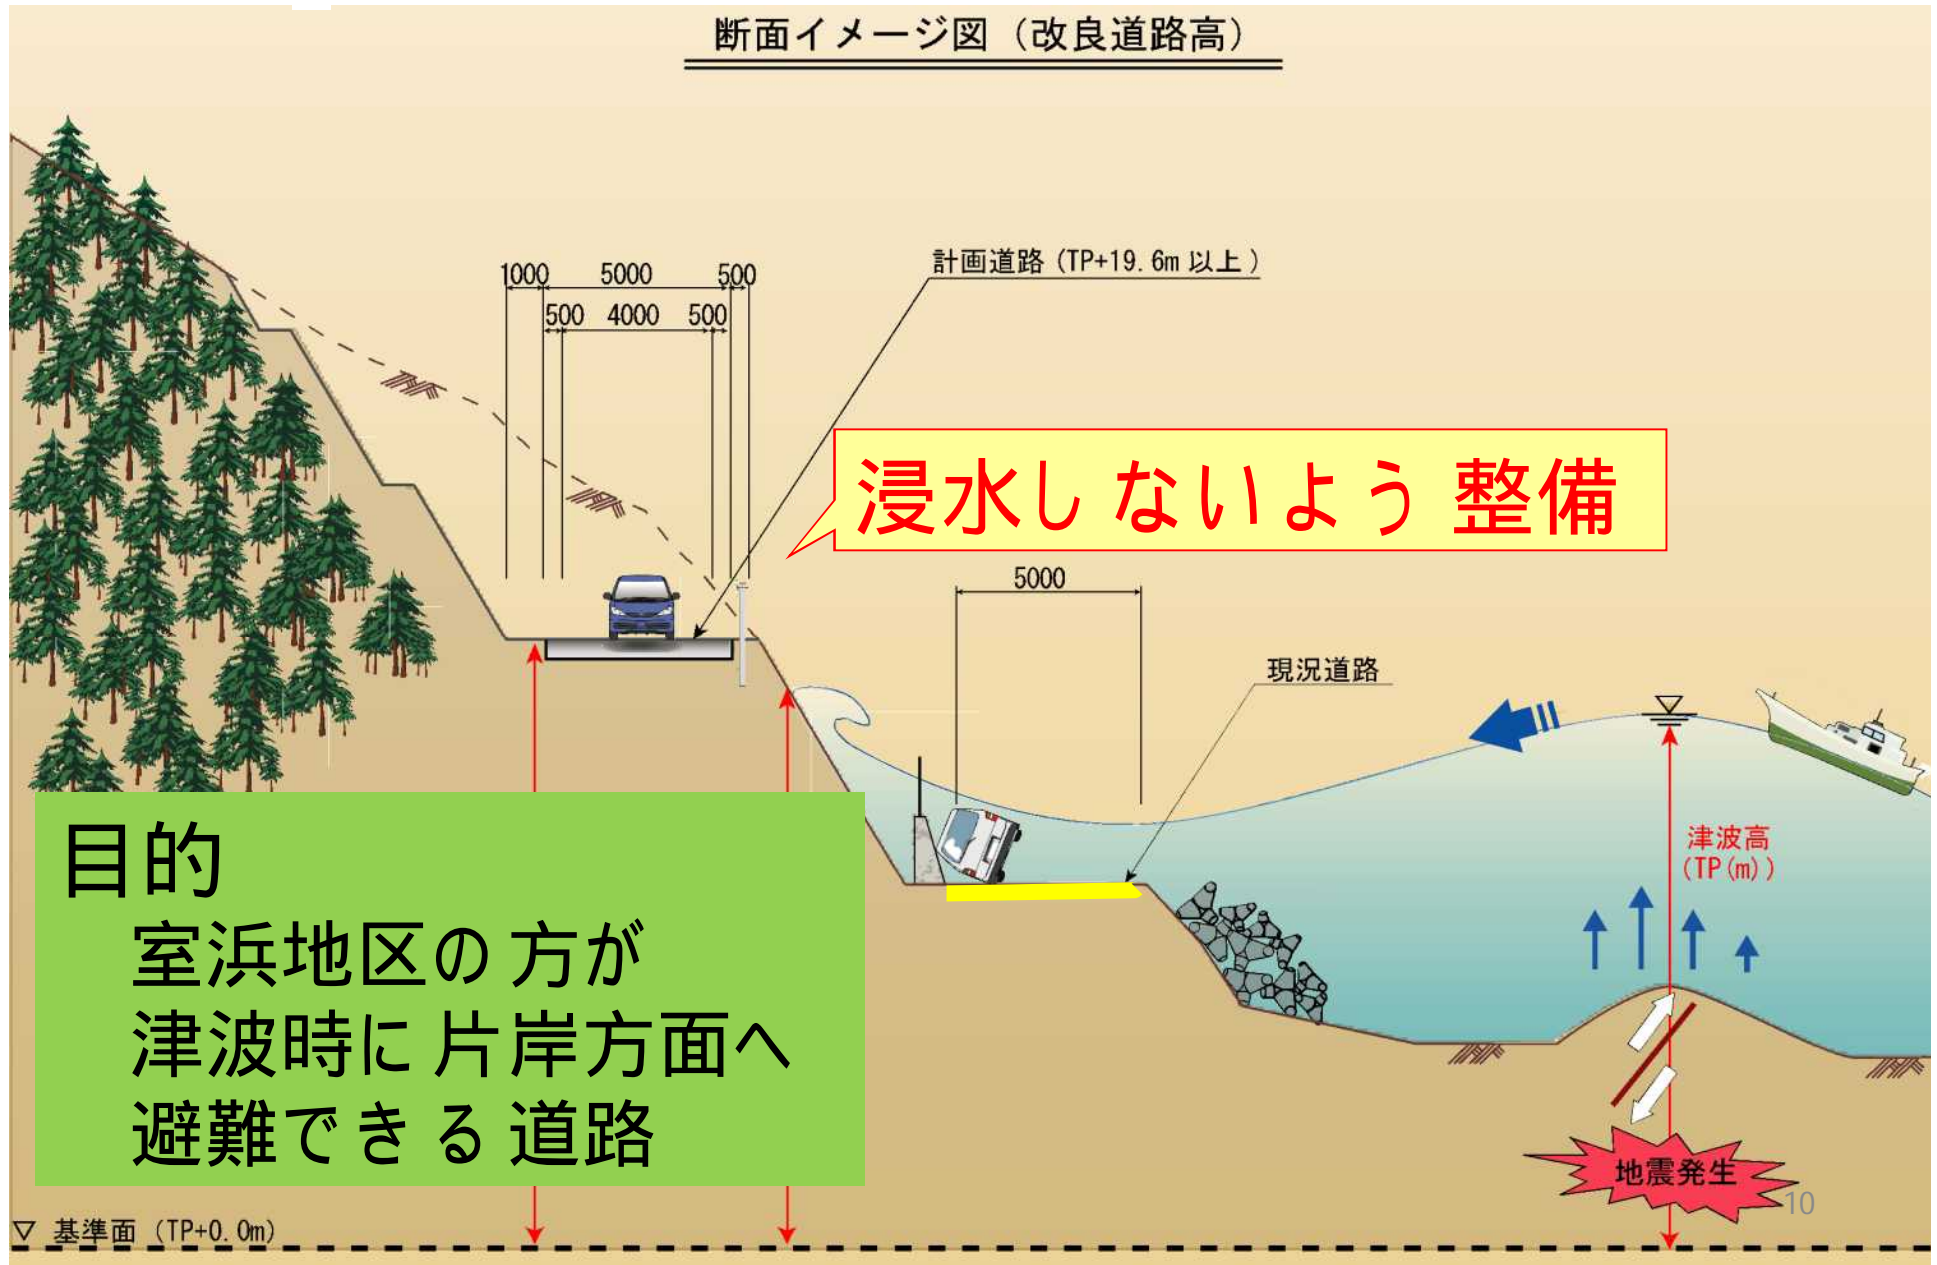 断面イメージ図（改良道路高）
計画道路（TP+19.6m以上）
1000 5000 500
500 4000 500
浸水しないよう整備
5000
現況道路
津波高
(TP(m))
目的
室浜地区の方が
津波時に片岸方面へ
避難できる道路
地震発生
10
▽ 基準面（TP+0.0m）